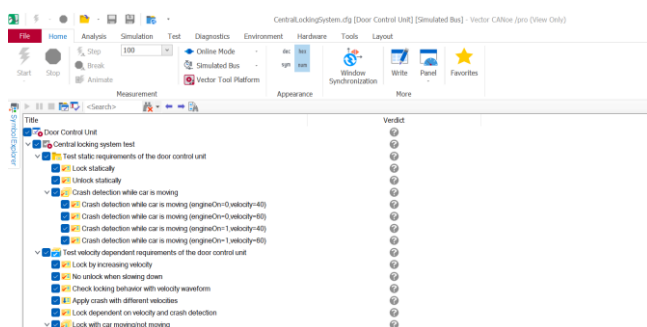 CentralLockingSystem.cfg [Door Control Unit] [Simulated Bus] - Vector CANoe /pro (View Only)
File Home Analysis Simulation Test Diagnostics Environment Hardware Tools Layout
Start
Stop
Step
Break
Animate
100
Online Mode
Simulated Bus
Vector Tool Platform
dec hex
sym num
Window Synchronization
Write
Panel
Favorites
Measurement
Appearance
More
<Search>
Symbol Explorer
Title Verdict
Door Control Unit
Central locking system test
Test static requirements of the door control unit
Lock statically
Unlock statically
Crash detection while car is moving
Crash detection while car is moving (engineOn=0,velocity=40)
Crash detection while car is moving (engineOn=0,velocity=60)
Crash detection while car is moving (engineOn=1,velocity=40)
Crash detection while car is moving (engineOn=1,velocity=60)
Test velocity dependent requirements of the door control unit
Lock by increasing velocity
No unlock when slowing down
Check locking behavior with velocity waveform
Apply crash with different velocities
Lock dependent on velocity and crash detection
Lock with car moving/not moving